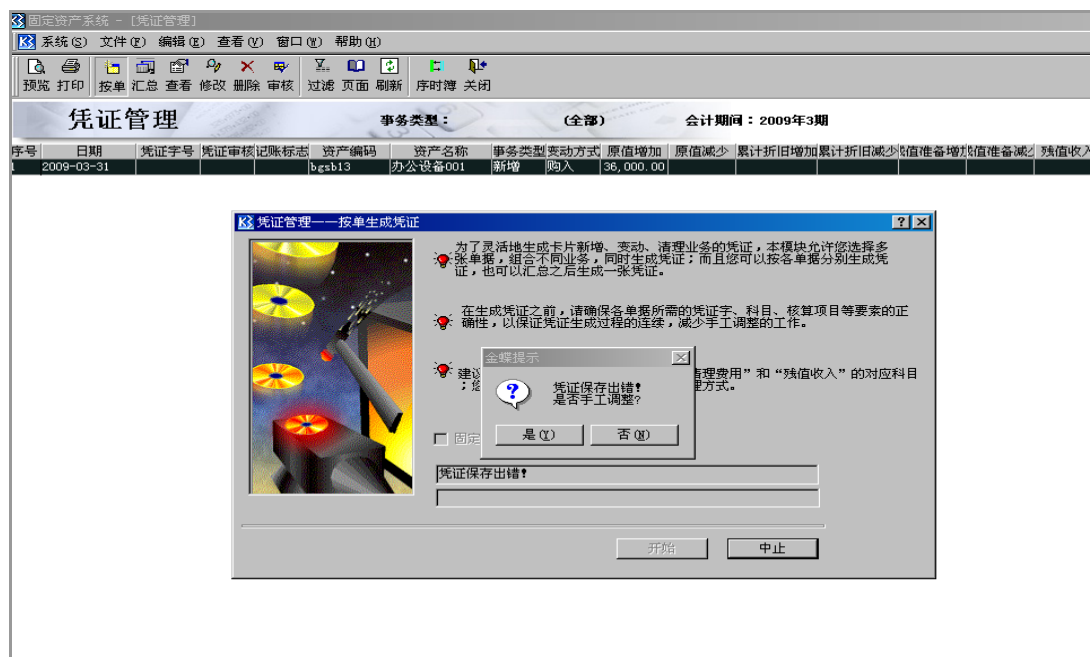 固定资产系统 - [凭证管理]
系统(S) 文件(F) 编辑(E) 查看(V) 窗口(W) 帮助(H)
预览 打印 按单 汇总 查看 修改 删除 审核 过滤 页面 刷新 序时簿 关闭
凭证管理 事务类型： (全部) 会计期间：2009年3期
序号 日期 凭证字号 凭证审核 记账标志 资产编码 资产名称 事务类型 变动方式 原值增加 原值减少 累计折旧增加 累计折旧减少 值准备增 值准备减 残值收入
1 2009-03-31 bgsb13 办公设备001 新增 购入 36,000.00
凭证管理——按单生成凭证
为了灵活地生成卡片新增、变动、清理业务的凭证，本模块允许您选择多
张单据，组合不同业务，同时生成凭证；而且您可以按各单据分别生成凭
证，也可以汇总之后生成一张凭证。
在生成凭证之前，请确保各单据所需的凭证字、科目、核算项目等要素的正
确性，以保证凭证生成过程的连续，减少手工调整的工作。
金蝶提示
建议 清理费用”和“残值收入”的对应科目
；您 理方式。
凭证保存出错！
是否手工调整?
是(Y) 否(N)
固定
凭证保存出错！
开始 中止